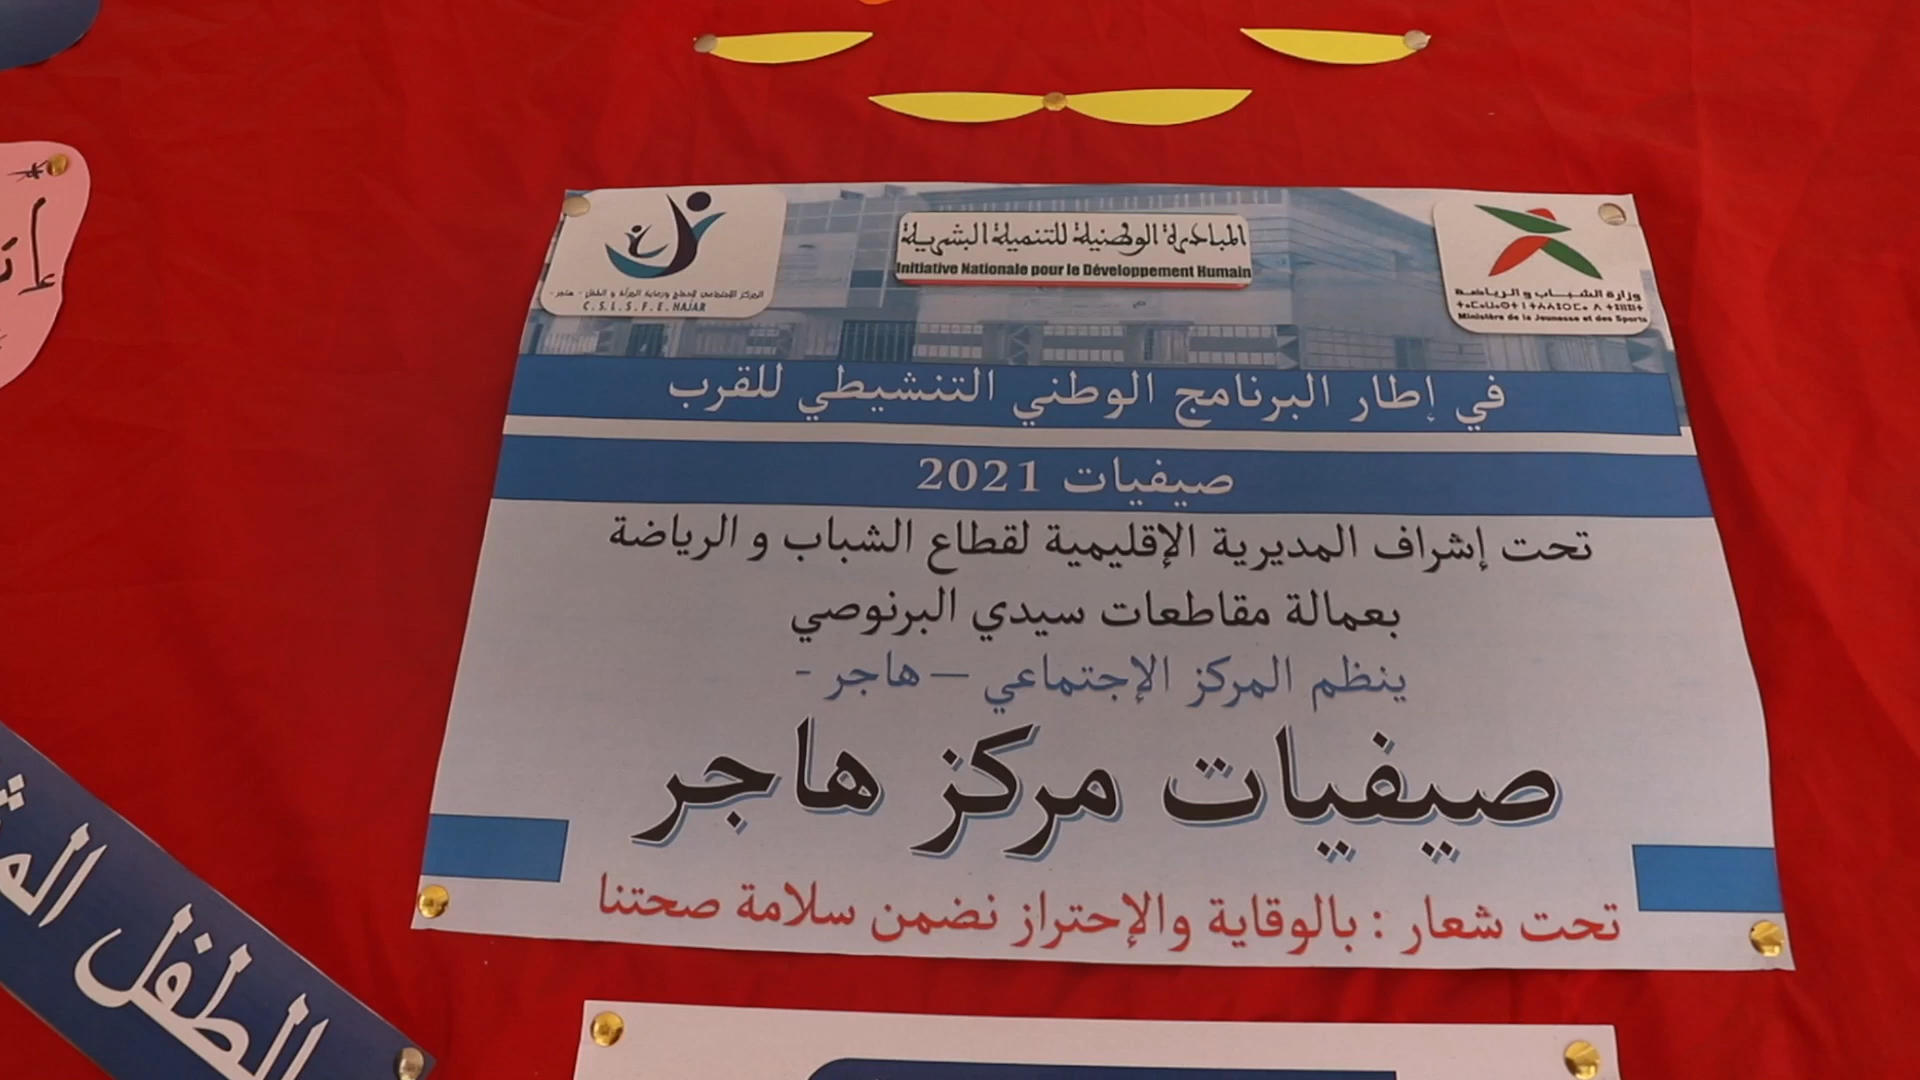 المركز الإجتماعي لإدماج ورعاية المرأة و الطفل - هاجر -
C.S.I.S.F.E.HAJAR
المبادرة الوطنية للتنمية البشرية
Initiative Nationale pour le Développement Humain
وزارة الشباب و الرياضة
Ministère de la Jeunesse et des Sports
في إطار البرنامج الوطني التنشيطي للقرب
صيفيات 2021
تحت إشراف المديرية الإقليمية لقطاع الشباب و الرياضة
بعمالة مقاطعات سيدي البرنوصي
ينظم المركز الإجتماعي – هاجر -
صيفيات مركز هاجر
تحت شعار : بالوقاية والإحتراز نضمن سلامة صحتنا
الطفل